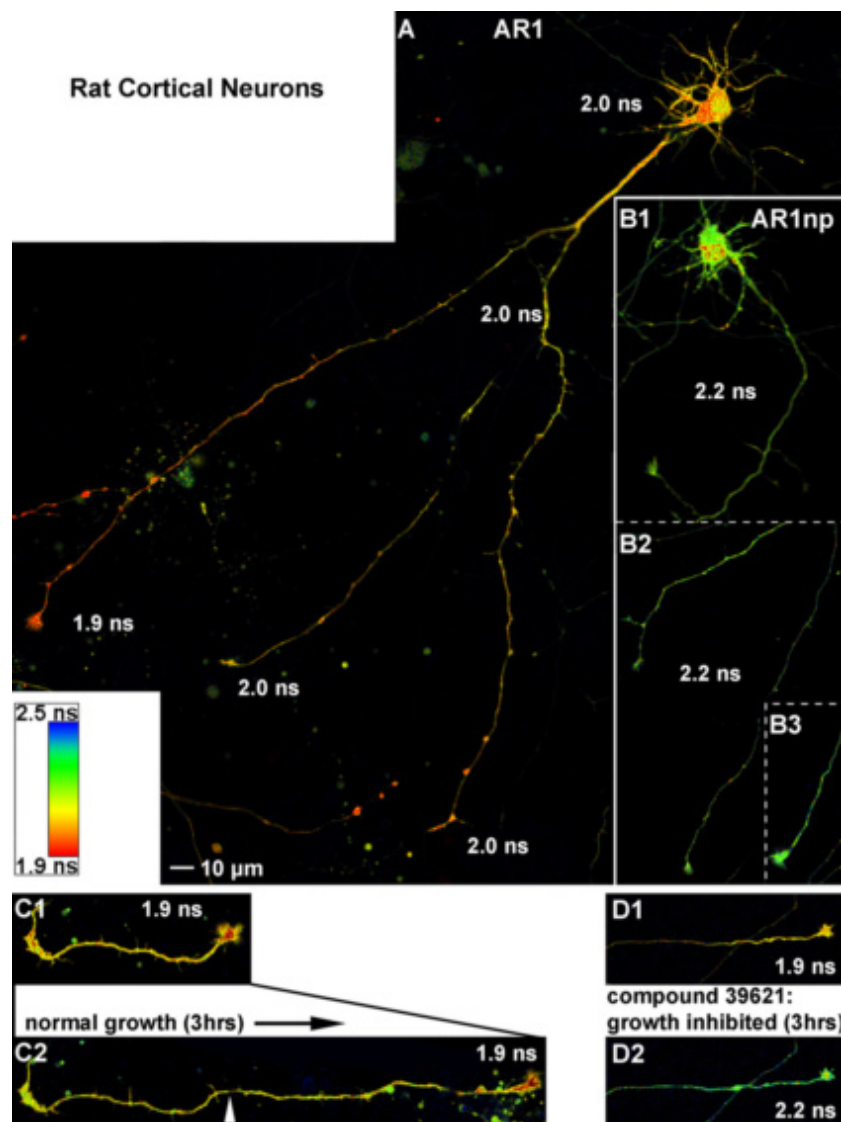 A
AR1
Rat Cortical Neurons
2.0 ns
B1
AR1np
2.0 ns
2.2 ns
B2
1.9 ns
2.0 ns
2.2 ns
2.5 ns
B3
1.9 ns
2.0 ns
10 µm
C1
1.9 ns
D1
1.9 ns
compound 39621:
normal growth (3hrs)
growth inhibited (3hrs)
C2
1.9 ns
D2
2.2 ns